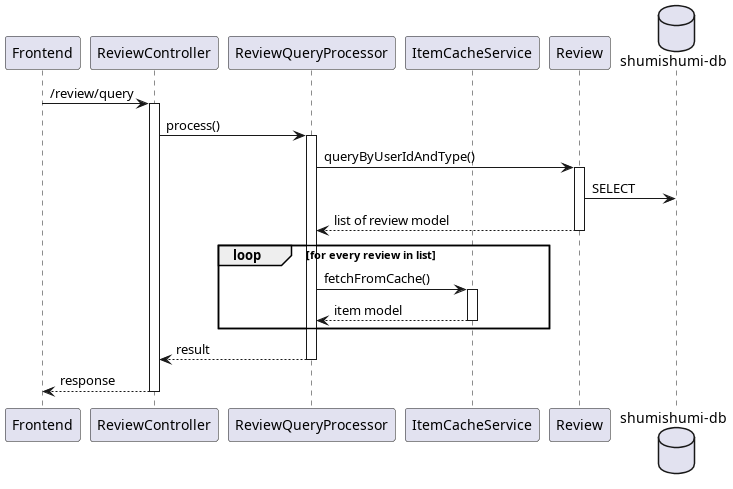 shumishumi-db
Frontend
ReviewController
ReviewQueryProcessor
ItemCacheService
Review
/review/query
process()
queryByUserIdAndType()
SELECT
list of review model
loop
[for every review in list]
fetchFromCache()
item model
result
response
Frontend
ReviewController
ReviewQueryProcessor
ItemCacheService
Review
shumishumi-db